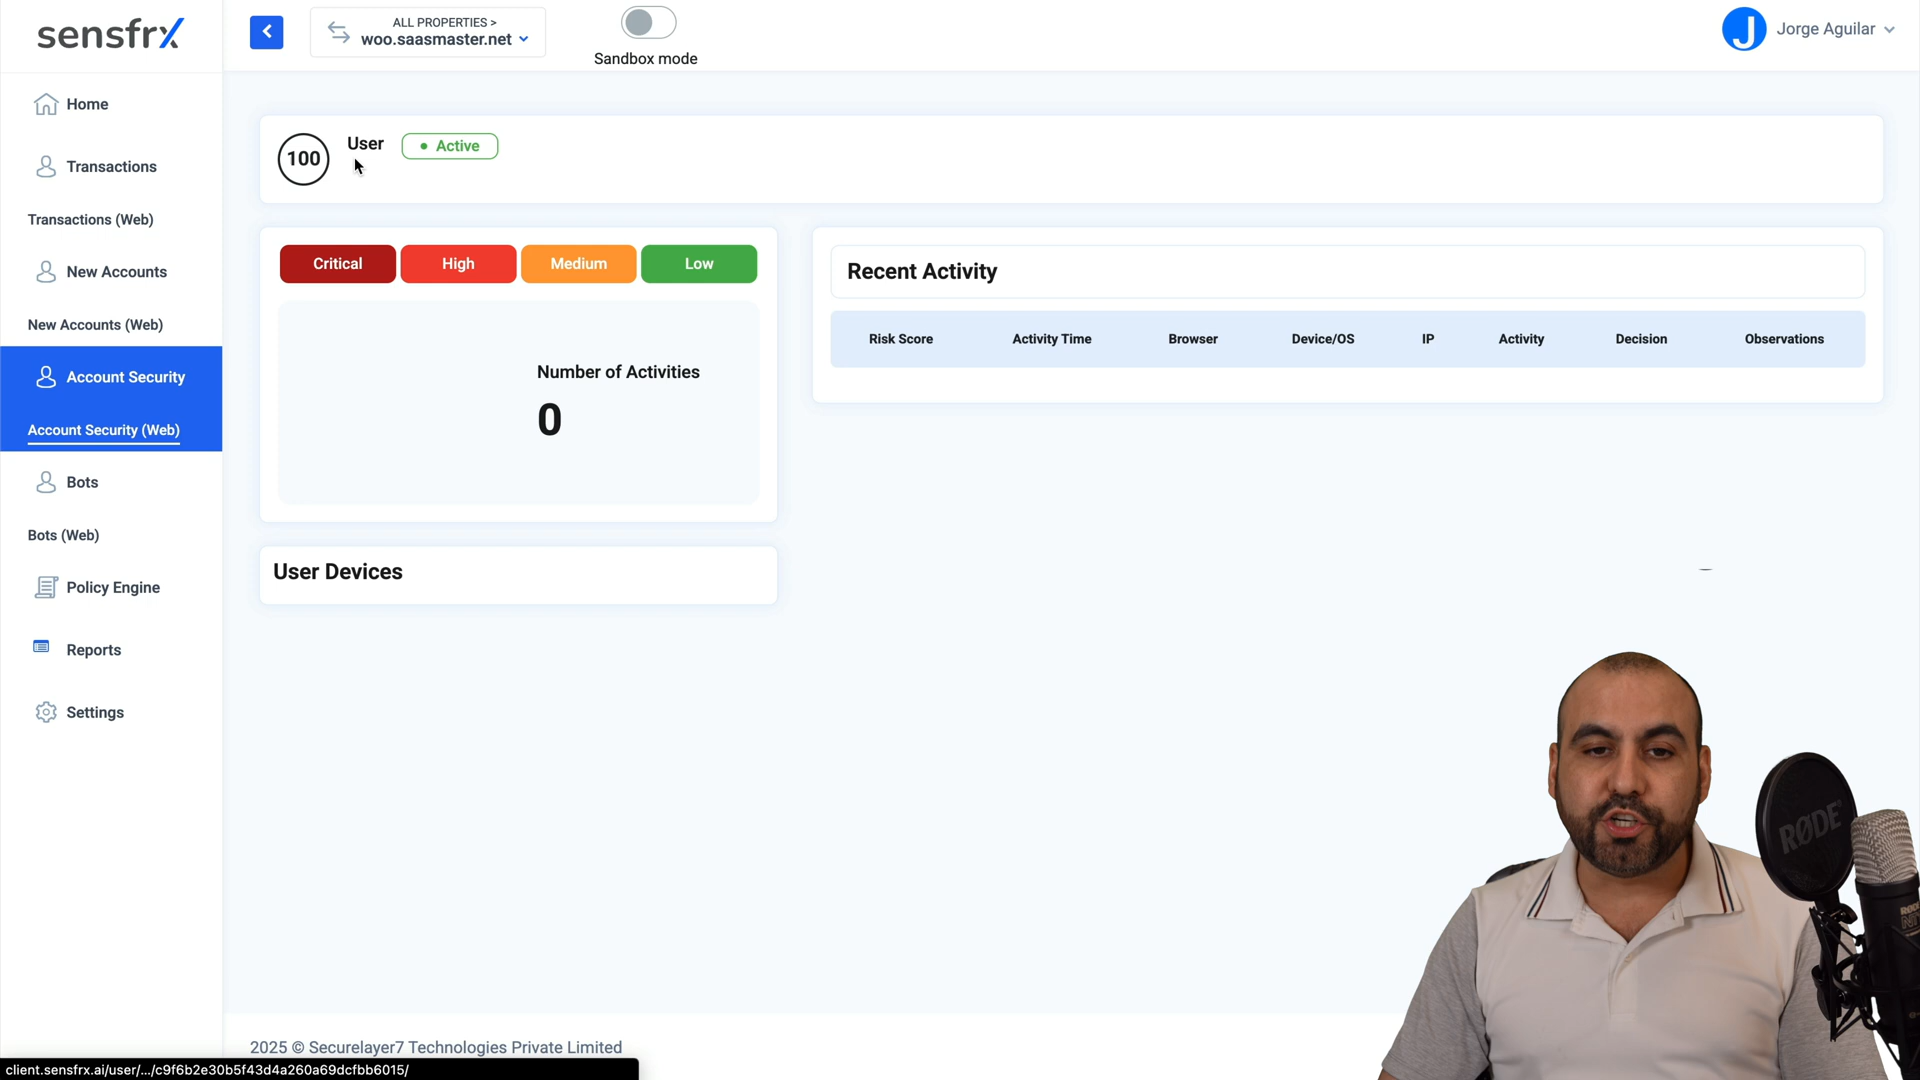 sensfrx
ALL PROPERTIES >
woo.saasmaster.net
Sandbox mode
J
Jorge Aguilar
Home
Transactions
Transactions (Web)
New Accounts
New Accounts (Web)
Account Security
Account Security (Web)
Bots
Bots (Web)
Policy Engine
Reports
Settings
100
User
Active
Critical
High
Medium
Low
Number of Activities
0
User Devices
Recent Activity
Risk Score
Activity Time
Browser
Device/OS
IP
Activity
Decision
Observations
RØDE
2025 © Securelayer7 Technologies Private Limited
client.sensfrx.ai/user/.../c9f6b2e30b5f43d4a260a69dcfbb6015/